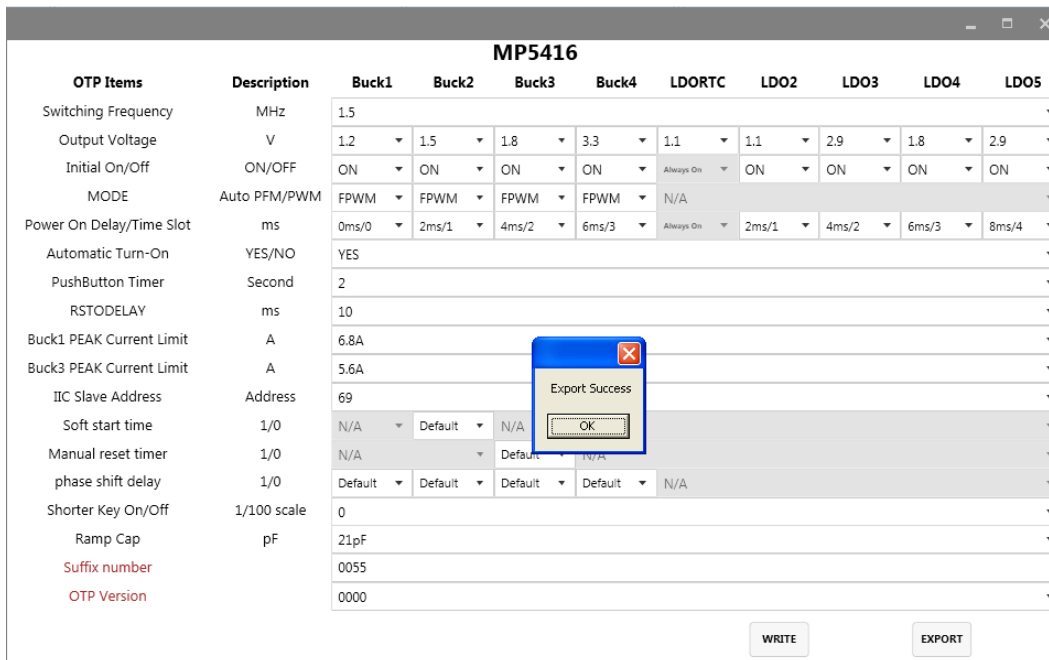 MP5416
OTP Items Description Buck1 Buck2 Buck3 Buck4 LDORTC LDO2 LDO3 LDO4 LDO5
Switching Frequency MHz 1.5
Output Voltage V 1.2 1.5 1.8 3.3 1.1 1.1 2.9 1.8 2.9
Initial On/Off ON/OFF ON ON ON ON Always On ON ON ON ON
MODE Auto PFM/PWM FPWM FPWM FPWM FPWM N/A
Power On Delay/Time Slot ms 0ms/0 2ms/1 4ms/2 6ms/3 Always On 2ms/1 4ms/2 6ms/3 8ms/4
Automatic Turn-On YES/NO YES
PushButton Timer Second 2
RSTODELAY ms 10
Buck1 PEAK Current Limit A 6.8A
Buck3 PEAK Current Limit A 5.6A
IIC Slave Address Address 69
Export Success
OK
Soft start time 1/0 N/A Default N/A
Manual reset timer 1/0 N/A Default N/A
phase shift delay 1/0 Default Default Default Default N/A
Shorter Key On/Off 1/100 scale 0
Ramp Cap pF 21pF
Suffix number 0055
OTP Version 0000
WRITE EXPORT